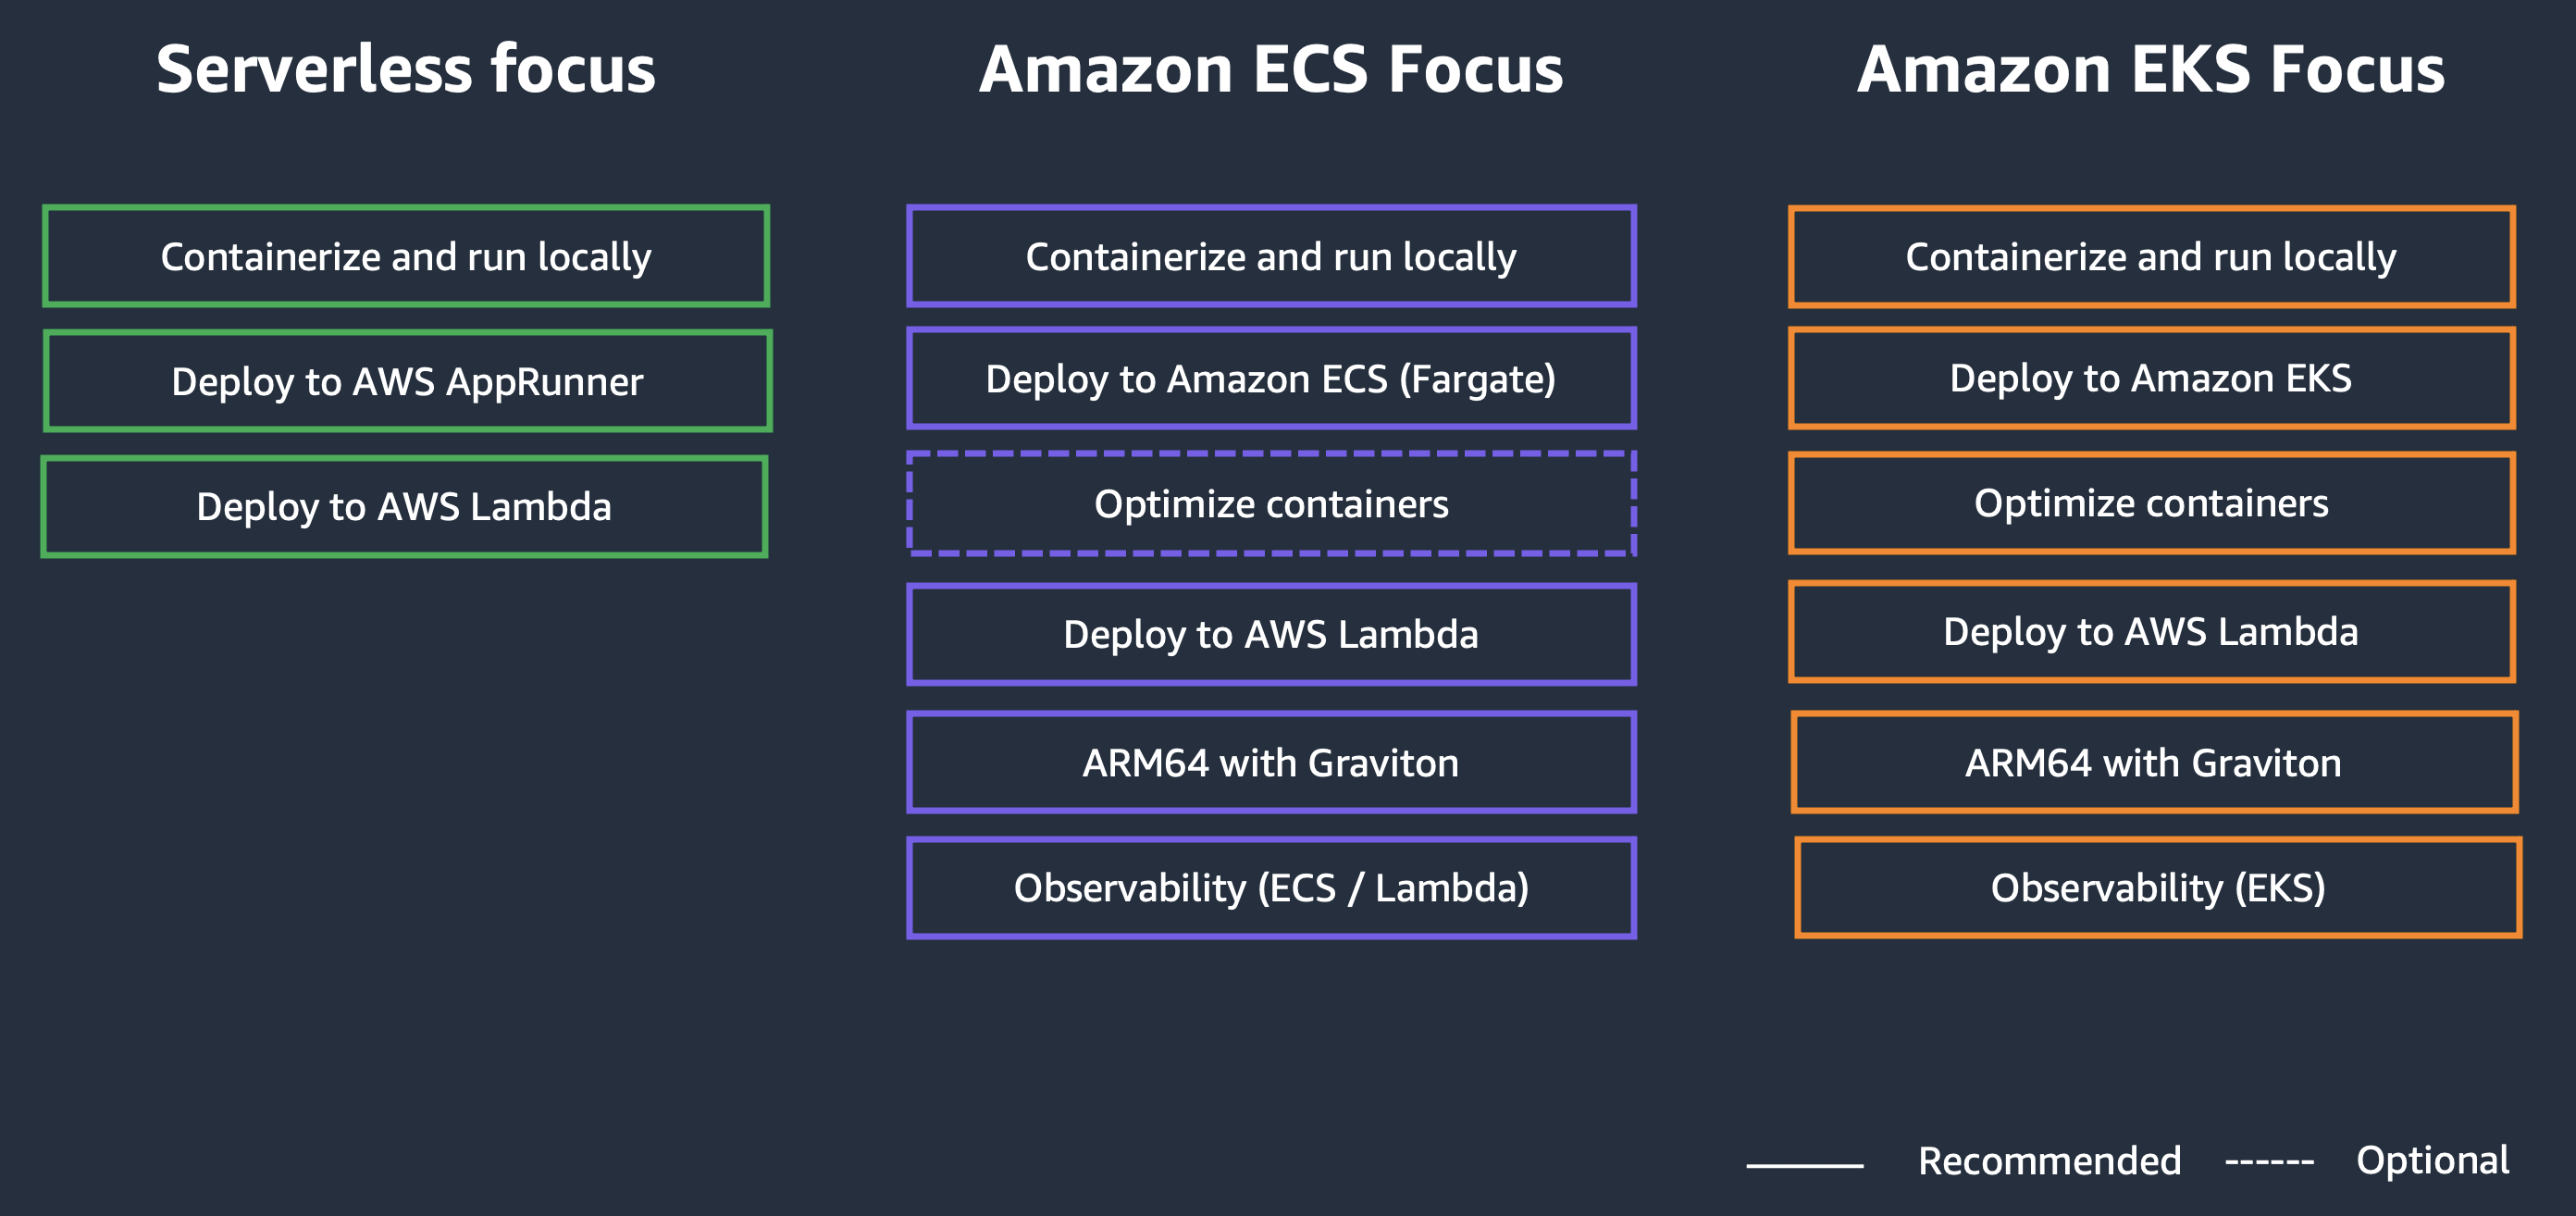 Serverless focus
Containerize and run locally
Deploy to AWS AppRunner
Deploy to AWS Lambda
Amazon ECS Focus
Containerize and run locally
Deploy to Amazon ECS (Fargate)
Optimize containers
Deploy to AWS Lambda
ARM64 with Graviton
Observability (ECS / Lambda)
Amazon EKS Focus
Containerize and run locally
Deploy to Amazon EKS
Optimize containers
Deploy to AWS Lambda
ARM64 with Graviton
Observability (EKS)
Recommended
Optional